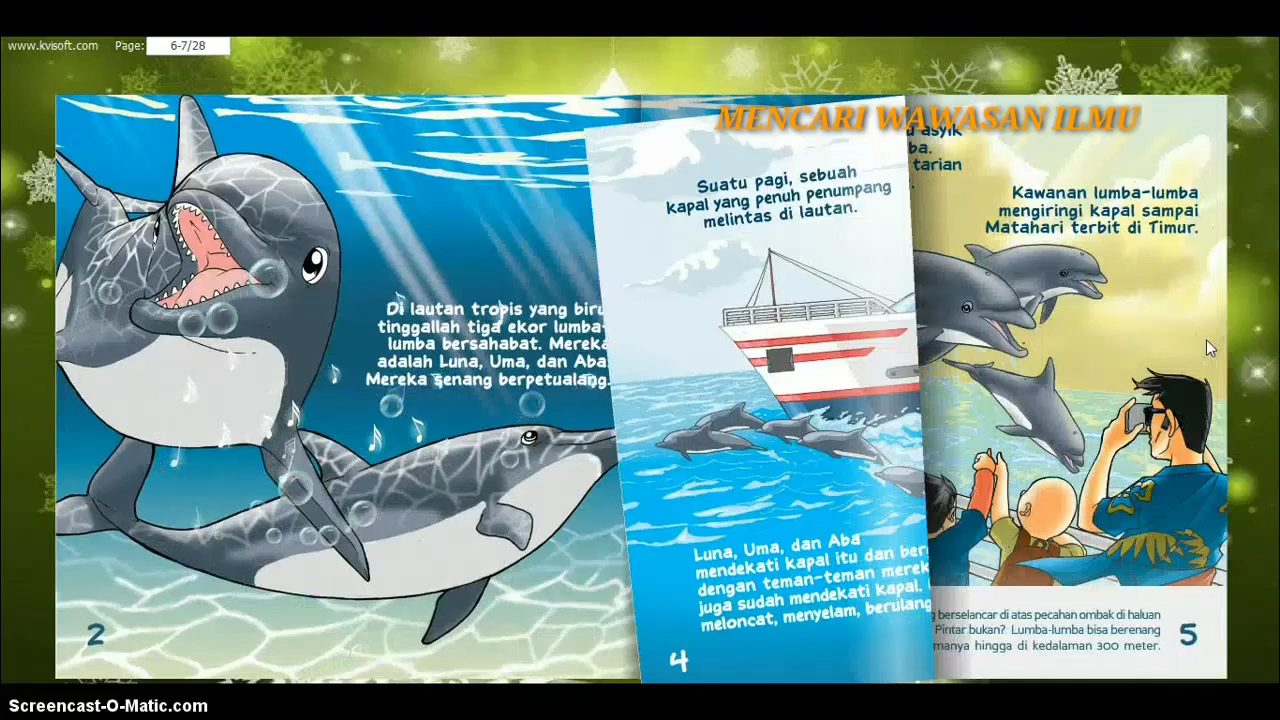 www.kvisoft.com Page: 6-7/28
MENCARI WAWASAN ILMU
Di lautan tropis yang biru
tinggallah tiga ekor lumba-
lumba bersahabat. Mereka
adalah Luna, Uma, dan Aba.
Mereka senang berpetualang.
2
Suatu pagi, sebuah
kapal yang penuh penumpang
melintas di lautan.
Luna, Uma, dan Aba
mendekati kapal itu dan ber
dengan teman-teman merek
juga sudah mendekati kapal.
meloncat, menyelam, berulang
4
asyik
ba.
tarian
Kawanan lumba-lumba
mengiringi kapal sampai
Matahari terbit di Timur.
berselancar di atas pecahan ombak di haluan
Pintar bukan? Lumba-lumba bisa berenang
manya hingga di kedalaman 300 meter.
5
Screencast-O-Matic.com